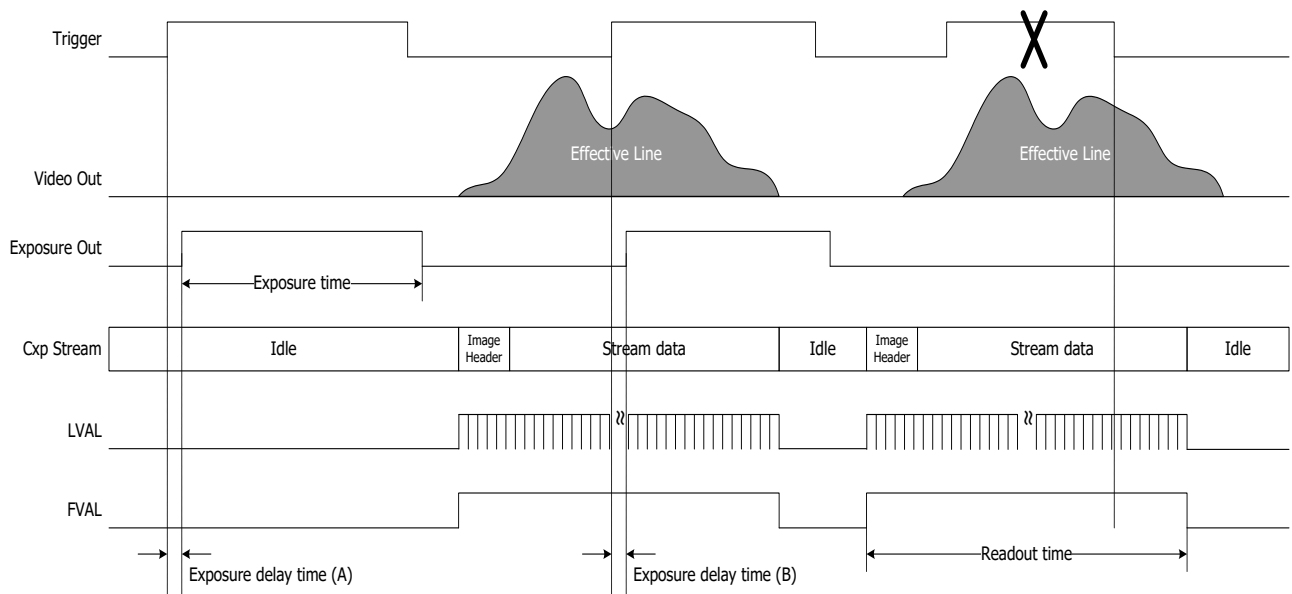 Trigger
Effective Line
Effective Line
Video Out
Exposure Out
Exposure time
Cxp Stream
Idle
Image
Header
Stream data
Idle
Image
Header
Stream data
Idle
LVAL
≈
≈
FVAL
Exposure delay time (A)
Exposure delay time (B)
Readout time